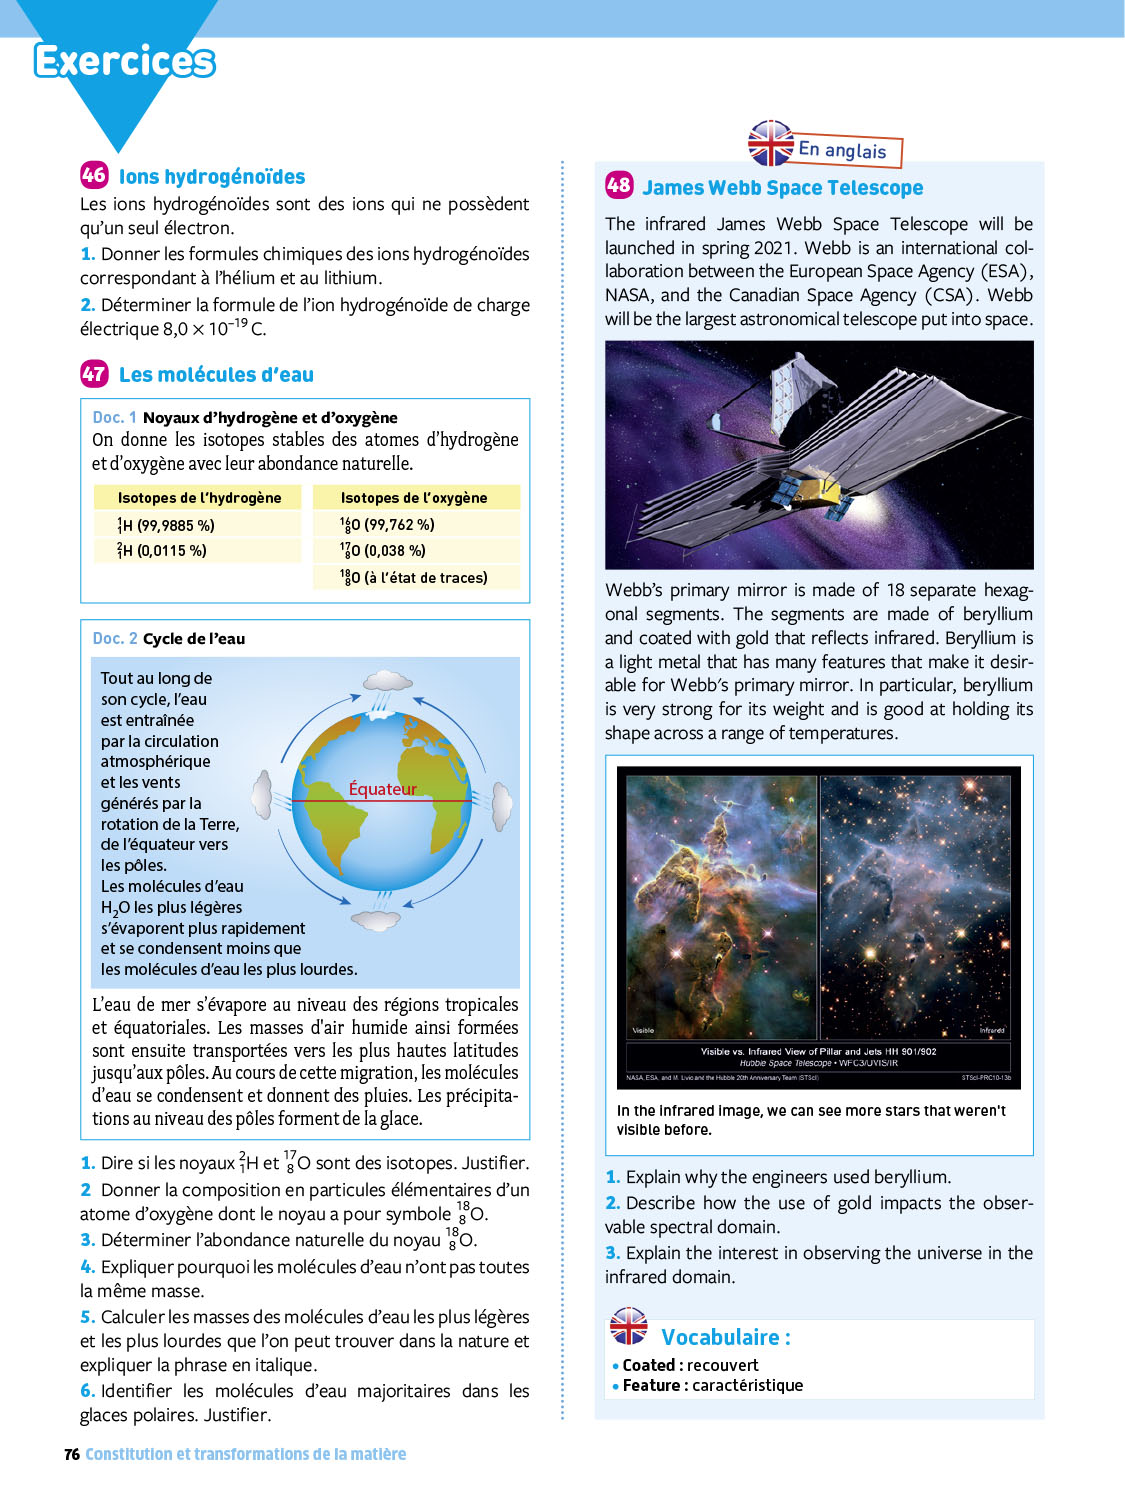 Exercices
46 Ions hydrogénoïdes
Les ions hydrogénoïdes sont des ions qui ne possèdent
qu’un seul électron.
1. Donner les formules chimiques des ions hydrogénoïdes
correspondant à l’hélium et au lithium.
2. Déterminer la formule de l’ion hydrogénoïde de charge
électrique 8,0 × 10⁻¹⁹ C.
47 Les molécules d’eau
Doc. 1 Noyaux d’hydrogène et d’oxygène
On donne les isotopes stables des atomes d’hydrogène
et d’oxygène avec leur abondance naturelle.
Isotopes de l’hydrogène
¹₁H (99,9885 %)
²₁H (0,0115 %)
Isotopes de l’oxygène
¹⁶₈O (99,762 %)
¹⁷₈O (0,038 %)
¹⁸₈O (à l’état de traces)
Doc. 2 Cycle de l’eau
Tout au long de
son cycle, l’eau
est entraînée
par la circulation
atmosphérique
et les vents
générés par la
rotation de la Terre,
de l’équateur vers
les pôles.
Les molécules d’eau
H₂O les plus légères
s’évaporent plus rapidement
et se condensent moins que
les molécules d’eau les plus lourdes.
Équateur
L’eau de mer s’évapore au niveau des régions tropicales
et équatoriales. Les masses d'air humide ainsi formées
sont ensuite transportées vers les plus hautes latitudes
jusqu’aux pôles. Au cours de cette migration, les molécules
d’eau se condensent et donnent des pluies. Les précipita-
tions au niveau des pôles forment de la glace.
1. Dire si les noyaux ²₁H et ¹⁷₈O sont des isotopes. Justifier.
2 Donner la composition en particules élémentaires d’un
atome d’oxygène dont le noyau a pour symbole ¹⁸₈O.
3. Déterminer l’abondance naturelle du noyau ¹⁸₈O.
4. Expliquer pourquoi les molécules d’eau n’ont pas toutes
la même masse.
5. Calculer les masses des molécules d’eau les plus légères
et les plus lourdes que l’on peut trouver dans la nature et
expliquer la phrase en italique.
6. Identifier les molécules d’eau majoritaires dans les
glaces polaires. Justifier.
En anglais
48 James Webb Space Telescope
The infrared James Webb Space Telescope will be
launched in spring 2021. Webb is an international col-
laboration between the European Space Agency (ESA),
NASA, and the Canadian Space Agency (CSA). Webb
will be the largest astronomical telescope put into space.
Webb’s primary mirror is made of 18 separate hexag-
onal segments. The segments are made of beryllium
and coated with gold that reflects infrared. Beryllium is
a light metal that has many features that make it desir-
able for Webb’s primary mirror. In particular, beryllium
is very strong for its weight and is good at holding its
shape across a range of temperatures.
Visible
Infrared
Visible vs. Infrared View of Pillar and Jets HH 901/902
Hubble Space Telescope • WFC3/UVIS/IR
NASA, ESA, and M. Livio and the Hubble 20th Anniversary Team (STScI)
STScI-PRC10-13b
In the infrared image, we can see more stars that weren't
visible before.
1. Explain why the engineers used beryllium.
2. Describe how the use of gold impacts the obser-
vable spectral domain.
3. Explain the interest in observing the universe in the
infrared domain.
Vocabulaire :
• Coated : recouvert
• Feature : caractéristique
76 Constitution et transformations de la matière